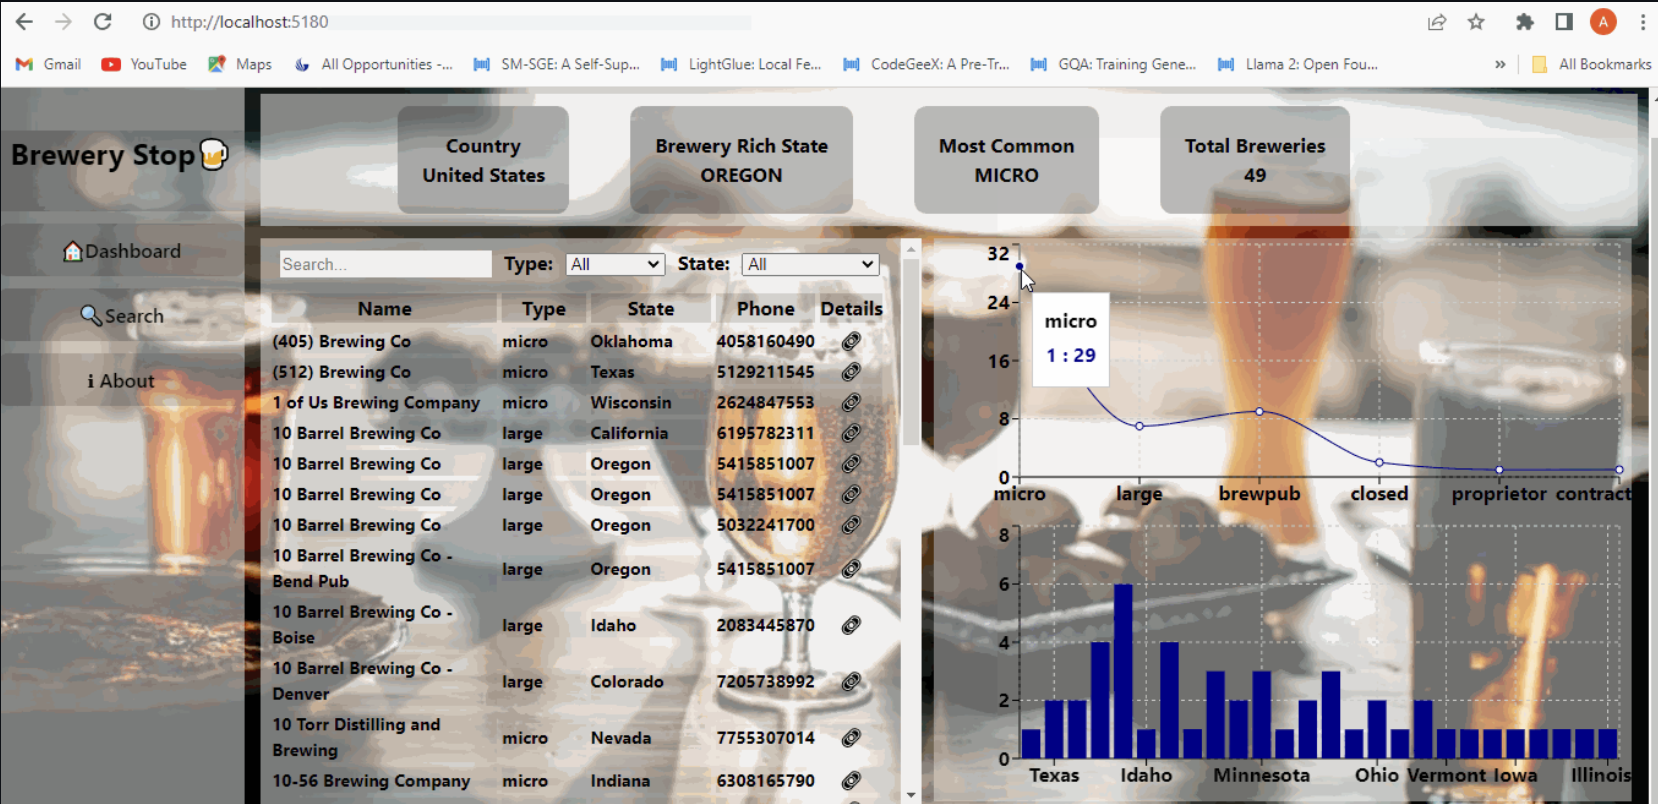 http://localhost:5180
A
Gmail YouTube Maps All Opportunities -... SM-SGE: A Self-Sup... LightGlue: Local Fe... CodeGeeX: A Pre-Tr... GQA: Training Gene... Llama 2: Open Fou... » All Bookmarks
Brewery Stop
Dashboard
Search
i About
Country
United States
Brewery Rich State
OREGON
Most Common
MICRO
Total Breweries
49
Search... Type: All State: All
Name Type State Phone Details
(405) Brewing Co micro Oklahoma 4058160490
(512) Brewing Co micro Texas 5129211545
1 of Us Brewing Company micro Wisconsin 2624847553
10 Barrel Brewing Co large California 6195782311
10 Barrel Brewing Co large Oregon 5415851007
10 Barrel Brewing Co large Oregon 5415851007
10 Barrel Brewing Co large Oregon 5032241700
10 Barrel Brewing Co -
Bend Pub large Oregon 5415851007
10 Barrel Brewing Co -
Boise large Idaho 2083445870
10 Barrel Brewing Co -
Denver large Colorado 7205738992
10 Torr Distilling and
Brewing micro Nevada 7755307014
10-56 Brewing Company micro Indiana 6308165790
32
24
16
8
0
micro
1 : 29
micro large brewpub closed proprietor contract
8
6
4
2
0
Texas Idaho Minnesota Ohio Vermont Iowa Illinois